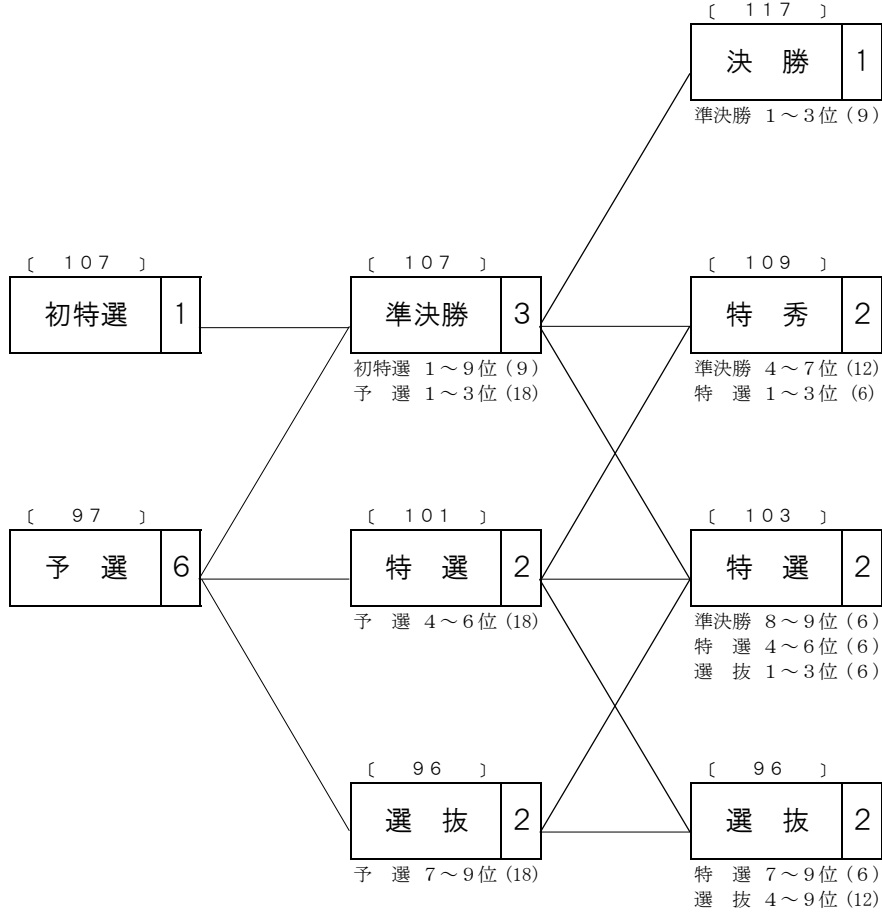 〔 117 〕
決 勝 1
準決勝 1～3位 (9)
〔 107 〕
初特選 1
〔 107 〕
準決勝 3
初特選 1～9位 (9)
予 選 1～3位 (18)
〔 109 〕
特 秀 2
準決勝 4～7位 (12)
特 選 1～3位 (6)
〔 97 〕
予 選 6
〔 101 〕
特 選 2
予 選 4～6位 (18)
〔 103 〕
特 選 2
準決勝 8～9位 (6)
特 選 4～6位 (6)
選 抜 1～3位 (6)
〔 96 〕
選 抜 2
予 選 7～9位 (18)
〔 96 〕
選 抜 2
特 選 7～9位 (6)
選 抜 4～9位 (12)